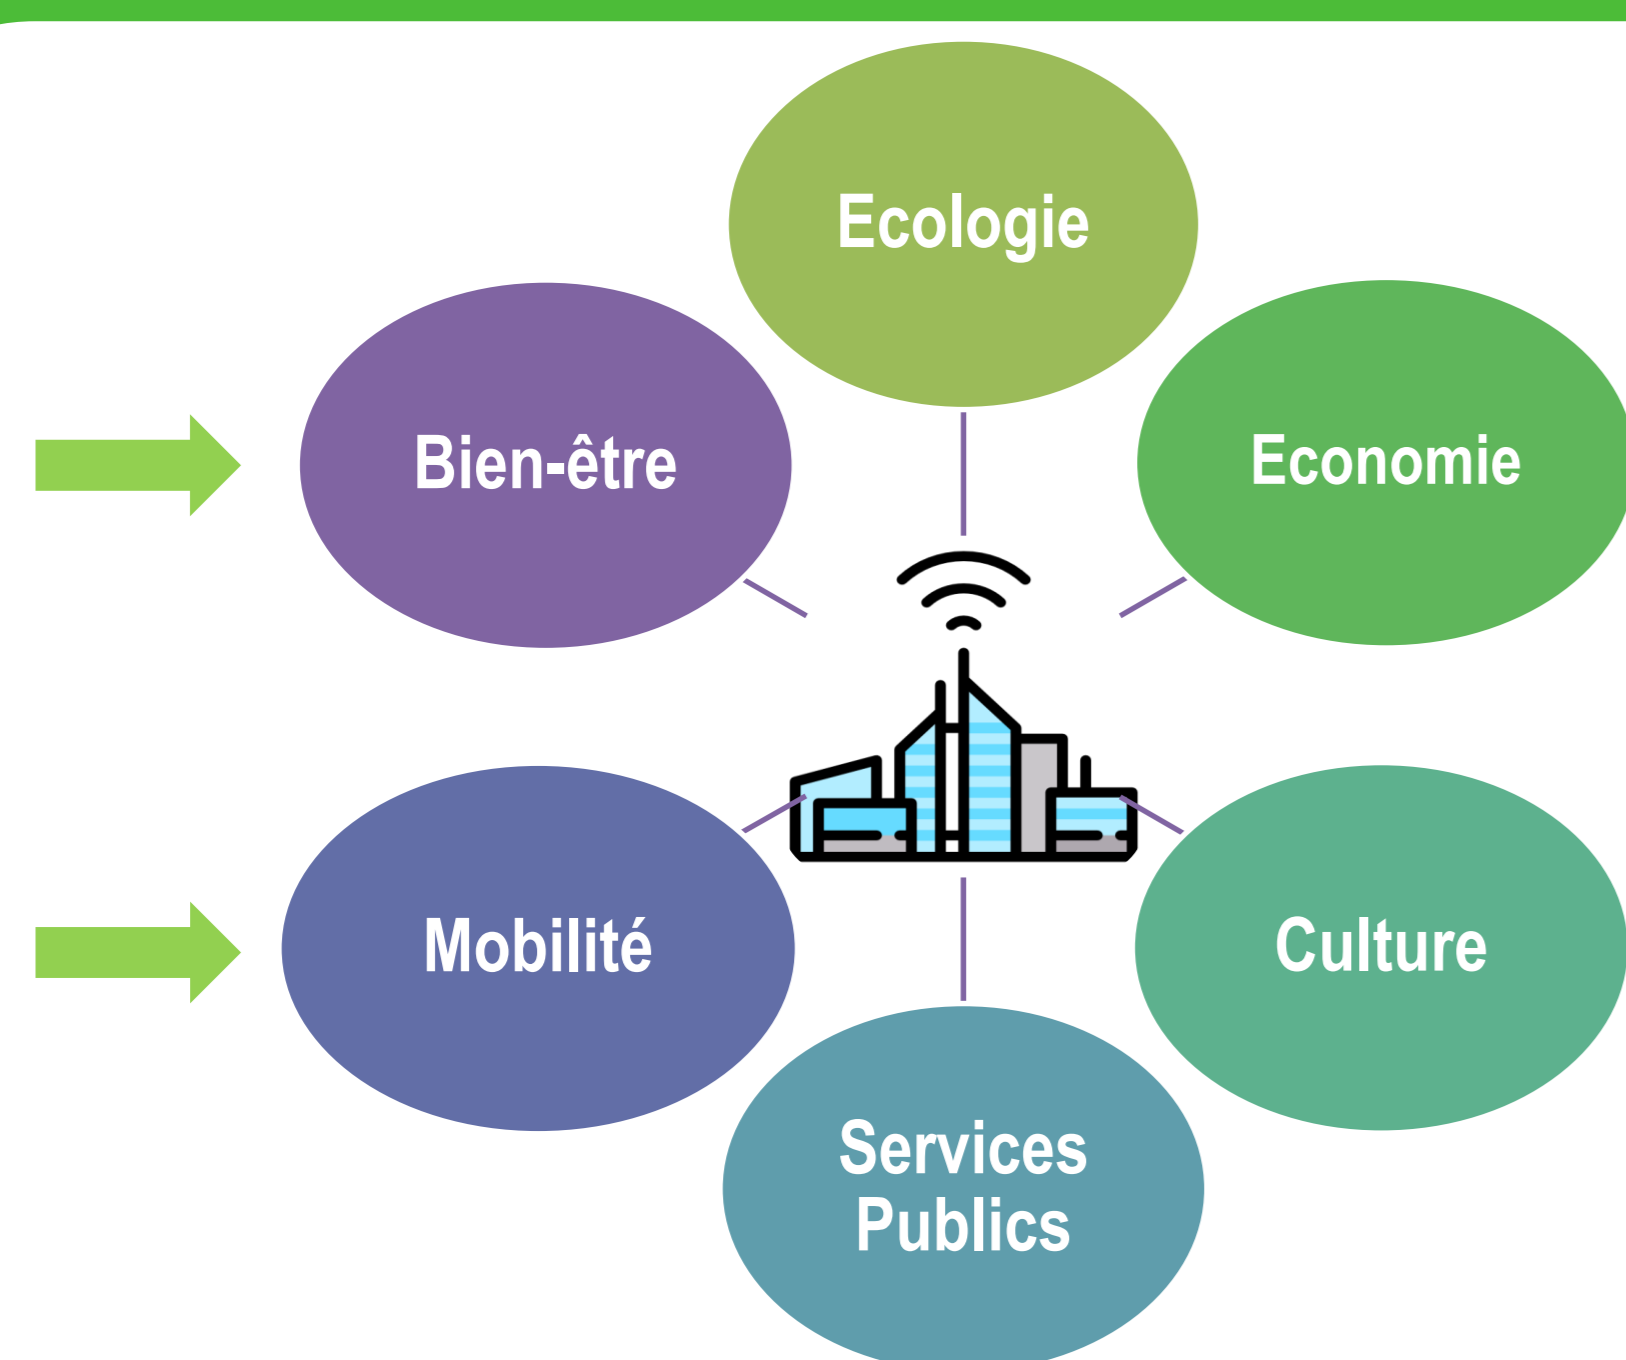 Ecologie
Bien-être
Economie
Mobilité
Culture
Services
Publics